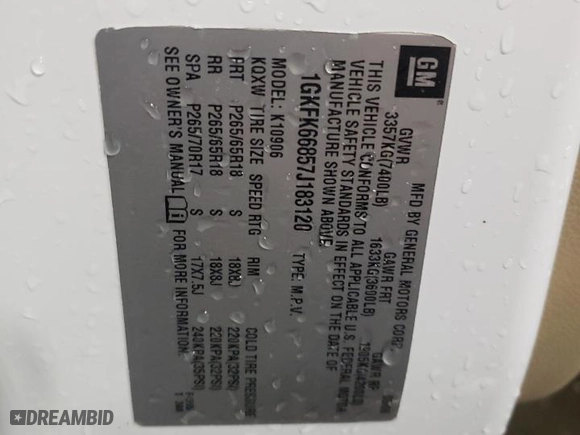 GM
MFD BY GENERAL MOTORS CORP.
GVWR GAWR FRT GAWR RR
3357KG(7400LB) 1633KG(3600LB)
THIS VEHICLE CONFORMS TO ALL APPLICABLE U.S. FEDERAL MOTOR
VEHICLE SAFETY STANDARDS IN EFFECT ON THE DATE OF
MANUFACTURE SHOWN ABOVE.
1GKFK66857J183120 TYPE: M.P.V.
MODEL: K10906
KQXW TIRE SIZE SPEED RTG RIM COLD TIRE PRESSURE
FRT P265/65R18 S 18X8J 220KPA(32PSI)
RR P265/65R18 S 18X8J 220KPA(32PSI)
SPA P265/70R17 S 17X7.5J 240KPA(35PSI)
SEE OWNER'S MANUAL FOR MORE INFORMATION.
DREAMBID